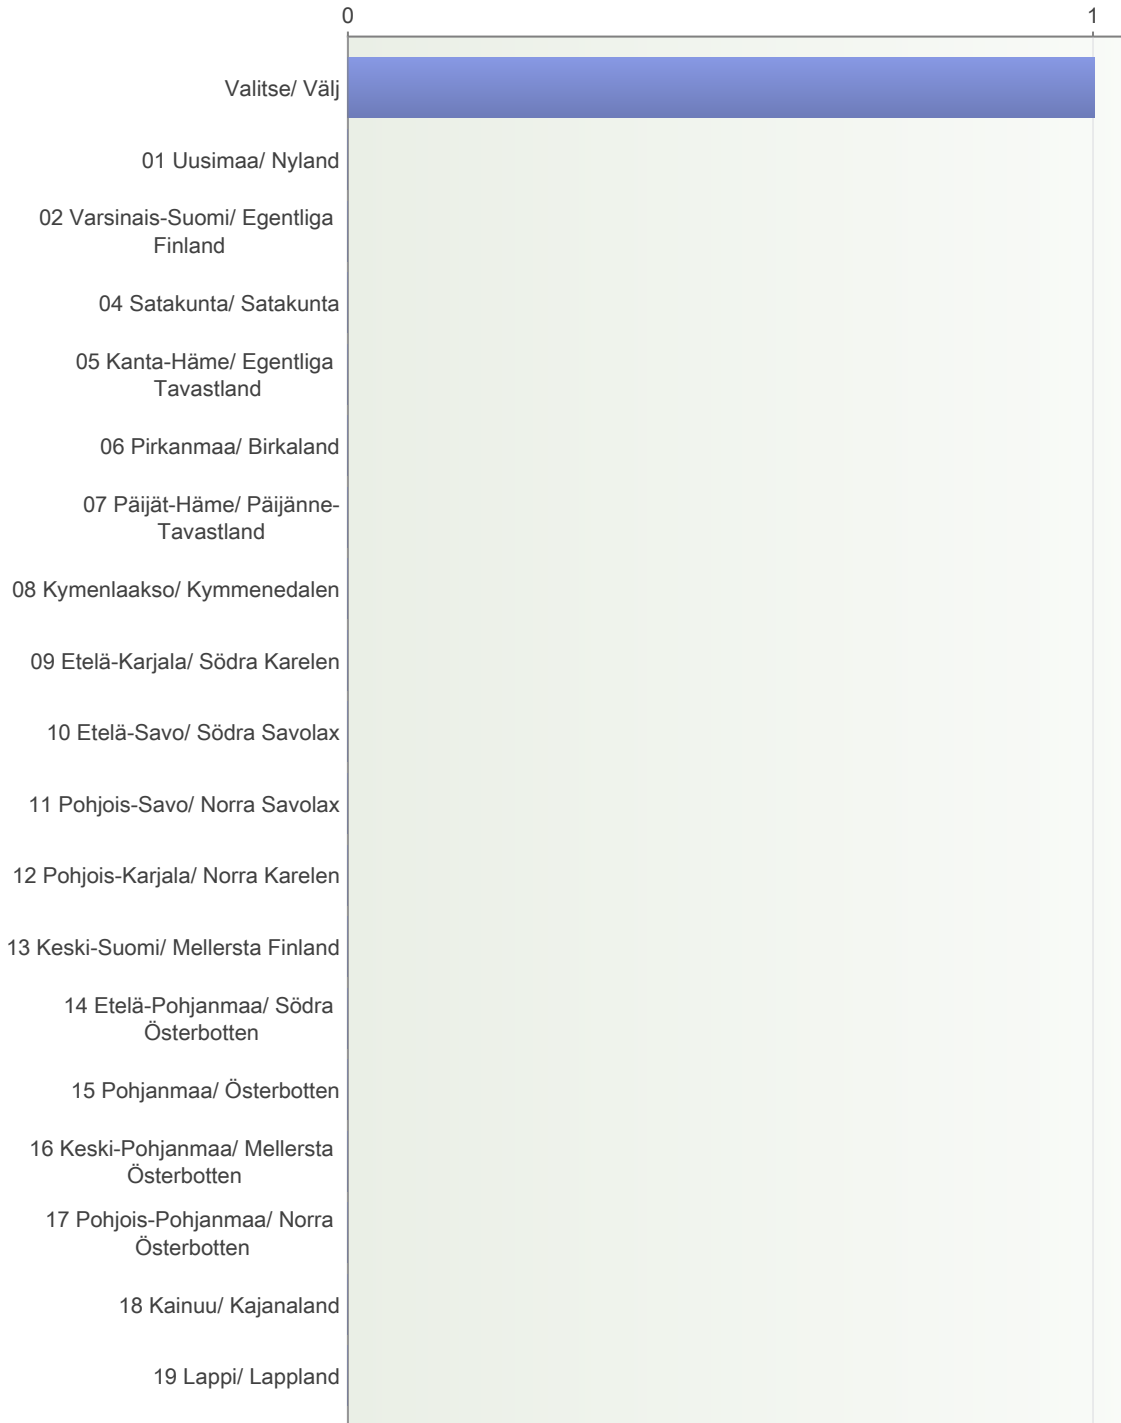 0 1
Valitse/ Välj
01 Uusimaa/ Nyland
02 Varsinais-Suomi/ Egentliga
Finland
04 Satakunta/ Satakunta
05 Kanta-Häme/ Egentliga
Tavastland
06 Pirkanmaa/ Birkaland
07 Päijät-Häme/ Päijänne-
Tavastland
08 Kymenlaakso/ Kymmenedalen
09 Etelä-Karjala/ Södra Karelen
10 Etelä-Savo/ Södra Savolax
11 Pohjois-Savo/ Norra Savolax
12 Pohjois-Karjala/ Norra Karelen
13 Keski-Suomi/ Mellersta Finland
14 Etelä-Pohjanmaa/ Södra
Österbotten
15 Pohjanmaa/ Österbotten
16 Keski-Pohjanmaa/ Mellersta
Österbotten
17 Pohjois-Pohjanmaa/ Norra
Österbotten
18 Kainuu/ Kajanaland
19 Lappi/ Lappland